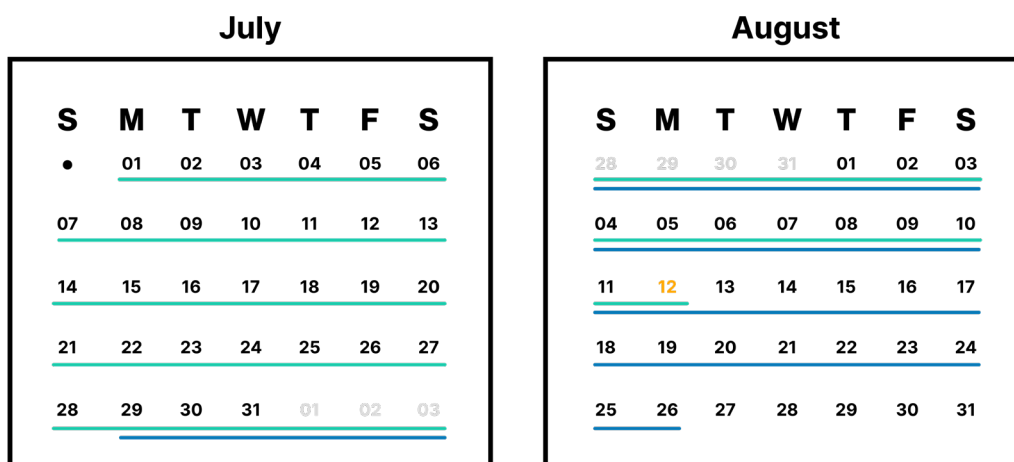 July
S M T W T F S
• 01 02 03 04 05 06
07 08 09 10 11 12 13
14 15 16 17 18 19 20
21 22 23 24 25 26 27
28 29 30 31 01 02 03
August
S M T W T F S
28 29 30 31 01 02 03
04 05 06 07 08 09 10
11 12 13 14 15 16 17
18 19 20 21 22 23 24
25 26 27 28 29 30 31